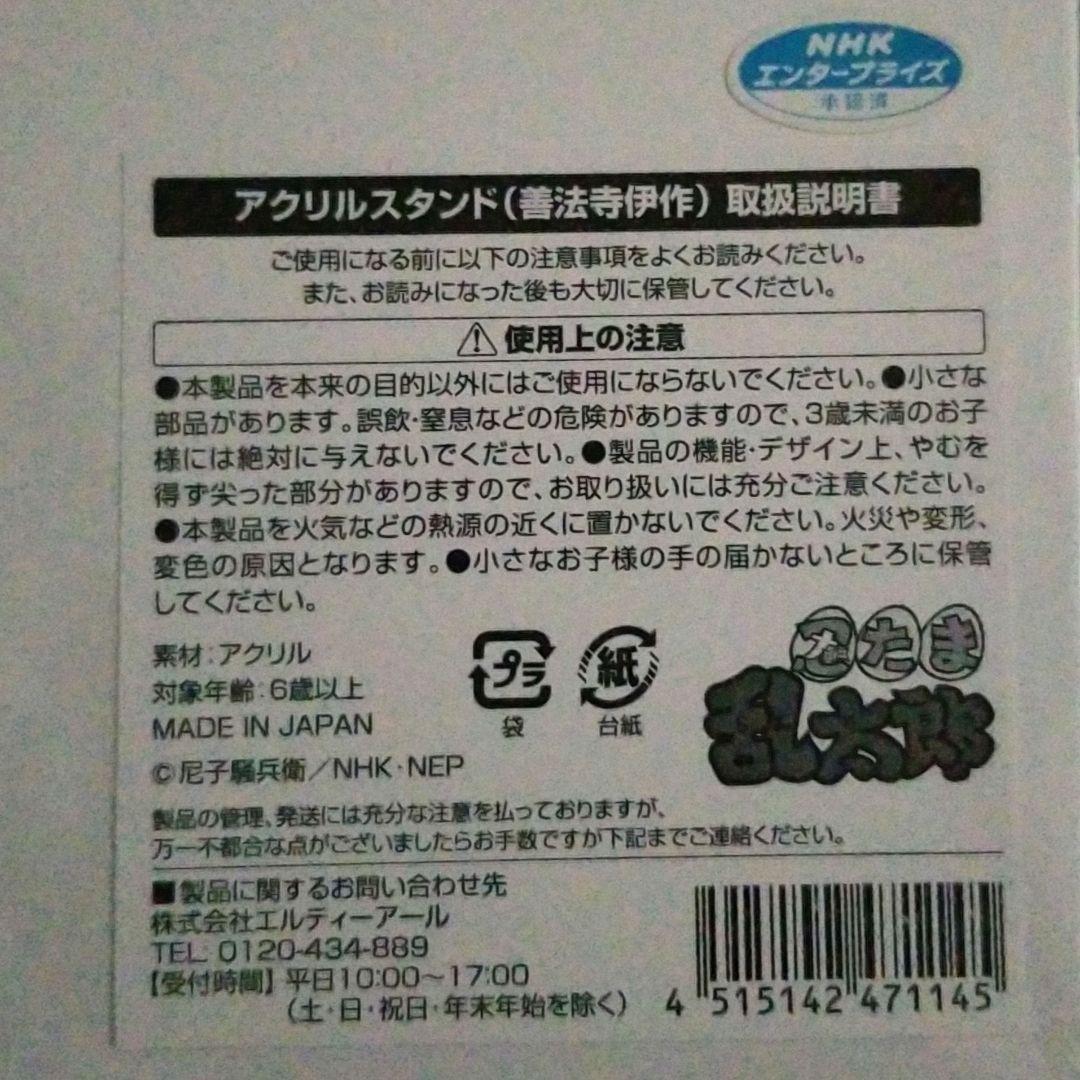 NHK
エンタープライズ
承認済
アクリルスタンド(善法寺伊作) 取扱説明書
ご使用になる前に以下の注意事項をよくお読みください。
また、お読みになった後も大切に保管してください。
使用上の注意
●本製品を本来の目的以外にはご使用にならないでください。●小さな
部品があります。誤飲・窒息などの危険がありますので、3歳未満のお子
様には絶対に与えないでください。●製品の機能・デザイン上、やむを
得ず尖った部分がありますので、お取り扱いには充分ご注意ください。
●本製品を火気などの熱源の近くに置かないでください。火災や変形、
変色の原因となります。●小さなお子様の手の届かないところに保管
してください。
素材:アクリル
対象年齢:6歳以上
MADE IN JAPAN
©尼子騒兵衛/NHK・NEP
プラ
袋
紙
台紙
忍たま
乱太郎
製品の管理、発送には充分な注意を払っておりますが、
万一不都合な点がございましたらお手数ですが下記までご連絡ください。
■製品に関するお問い合わせ先
株式会社エルティーアール
TEL 0120-434-889
【受付時間】平日10:00～17:00
(土・日・祝日・年末年始を除く)
4 515142 471145